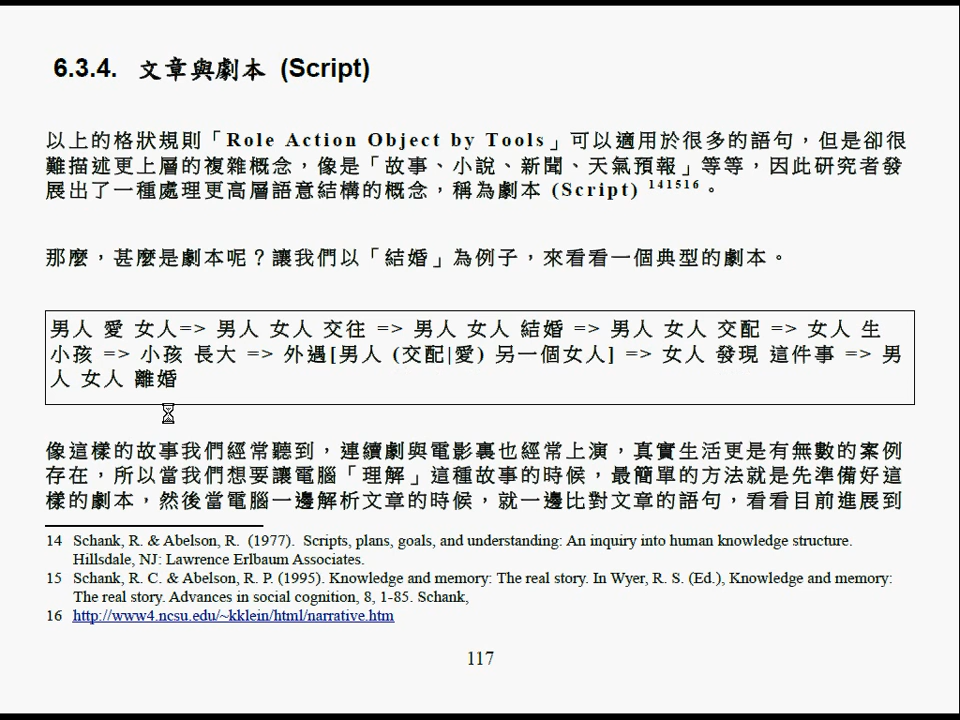 6.3.4. 文章與劇本 (Script)
以上的格狀規則「Role Action Object by Tools」可以適用於很多的語句，但是卻很
難描述更上層的複雜概念，像是「故事、小說、新聞、天氣預報」等等，因此研究者發
展出了一種處理更高層語意結構的概念，稱為劇本 (Script) 141516。
那麼，甚麼是劇本呢？讓我們以「結婚」為例子，來看看一個典型的劇本。
男人 愛 女人=> 男人 女人 交往 => 男人 女人 結婚 => 男人 女人 交配 => 女人 生
小孩 => 小孩 長大 => 外遇[男人 (交配|愛) 另一個女人] => 女人 發現 這件事 => 男
人 女人 離婚
像這樣的故事我們經常聽到，連續劇與電影裏也經常上演，真實生活更是有無數的案例
存在，所以當我們想要讓電腦「理解」這種故事的時候，最簡單的方法就是先準備好這
樣的劇本，然後當電腦一邊解析文章的時候，就一邊比對文章的語句，看看目前進展到
14 Schank, R. & Abelson, R. (1977). Scripts, plans, goals, and understanding: An inquiry into human knowledge structure.
Hillsdale, NJ: Lawrence Erlbaum Associates.
15 Schank, R. C. & Abelson, R. P. (1995). Knowledge and memory: The real story. In Wyer, R. S. (Ed.), Knowledge and memory:
The real story. Advances in social cognition, 8, 1-85. Schank,
16 http://www4.ncsu.edu/~kklein/html/narrative.htm
117